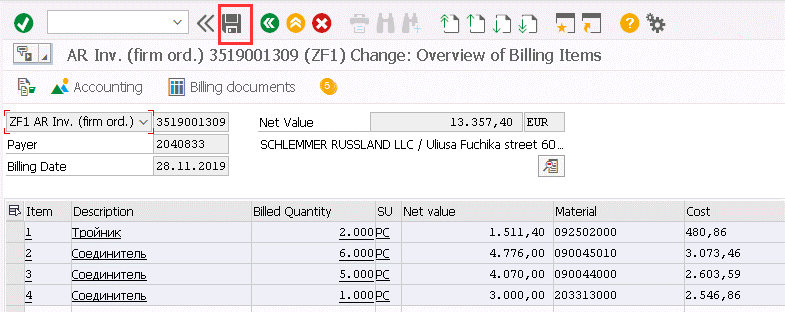 AR Inv. (firm ord.) 3519001309 (ZF1) Change: Overview of Billing Items
Accounting Billing documents 5
ZF1 AR Inv. (firm ord.) 3519001309 Net Value 13.357,40 EUR
Payer 2040833 SCHLEMMER RUSSLAND LLC / Uliusa Fuchika street 60...
Billing Date 28.11.2019
Item Description Billed Quantity SU Net value Material Cost
1 Тройник 2.000 PC 1.511,40 092502000 480,86
2 Соединитель 6.000 PC 4.776,00 090045010 3.073,46
3 Соединитель 5.000 PC 4.070,00 090044000 2.603,59
4 Соединитель 1.000 PC 3.000,00 203313000 2.546,86